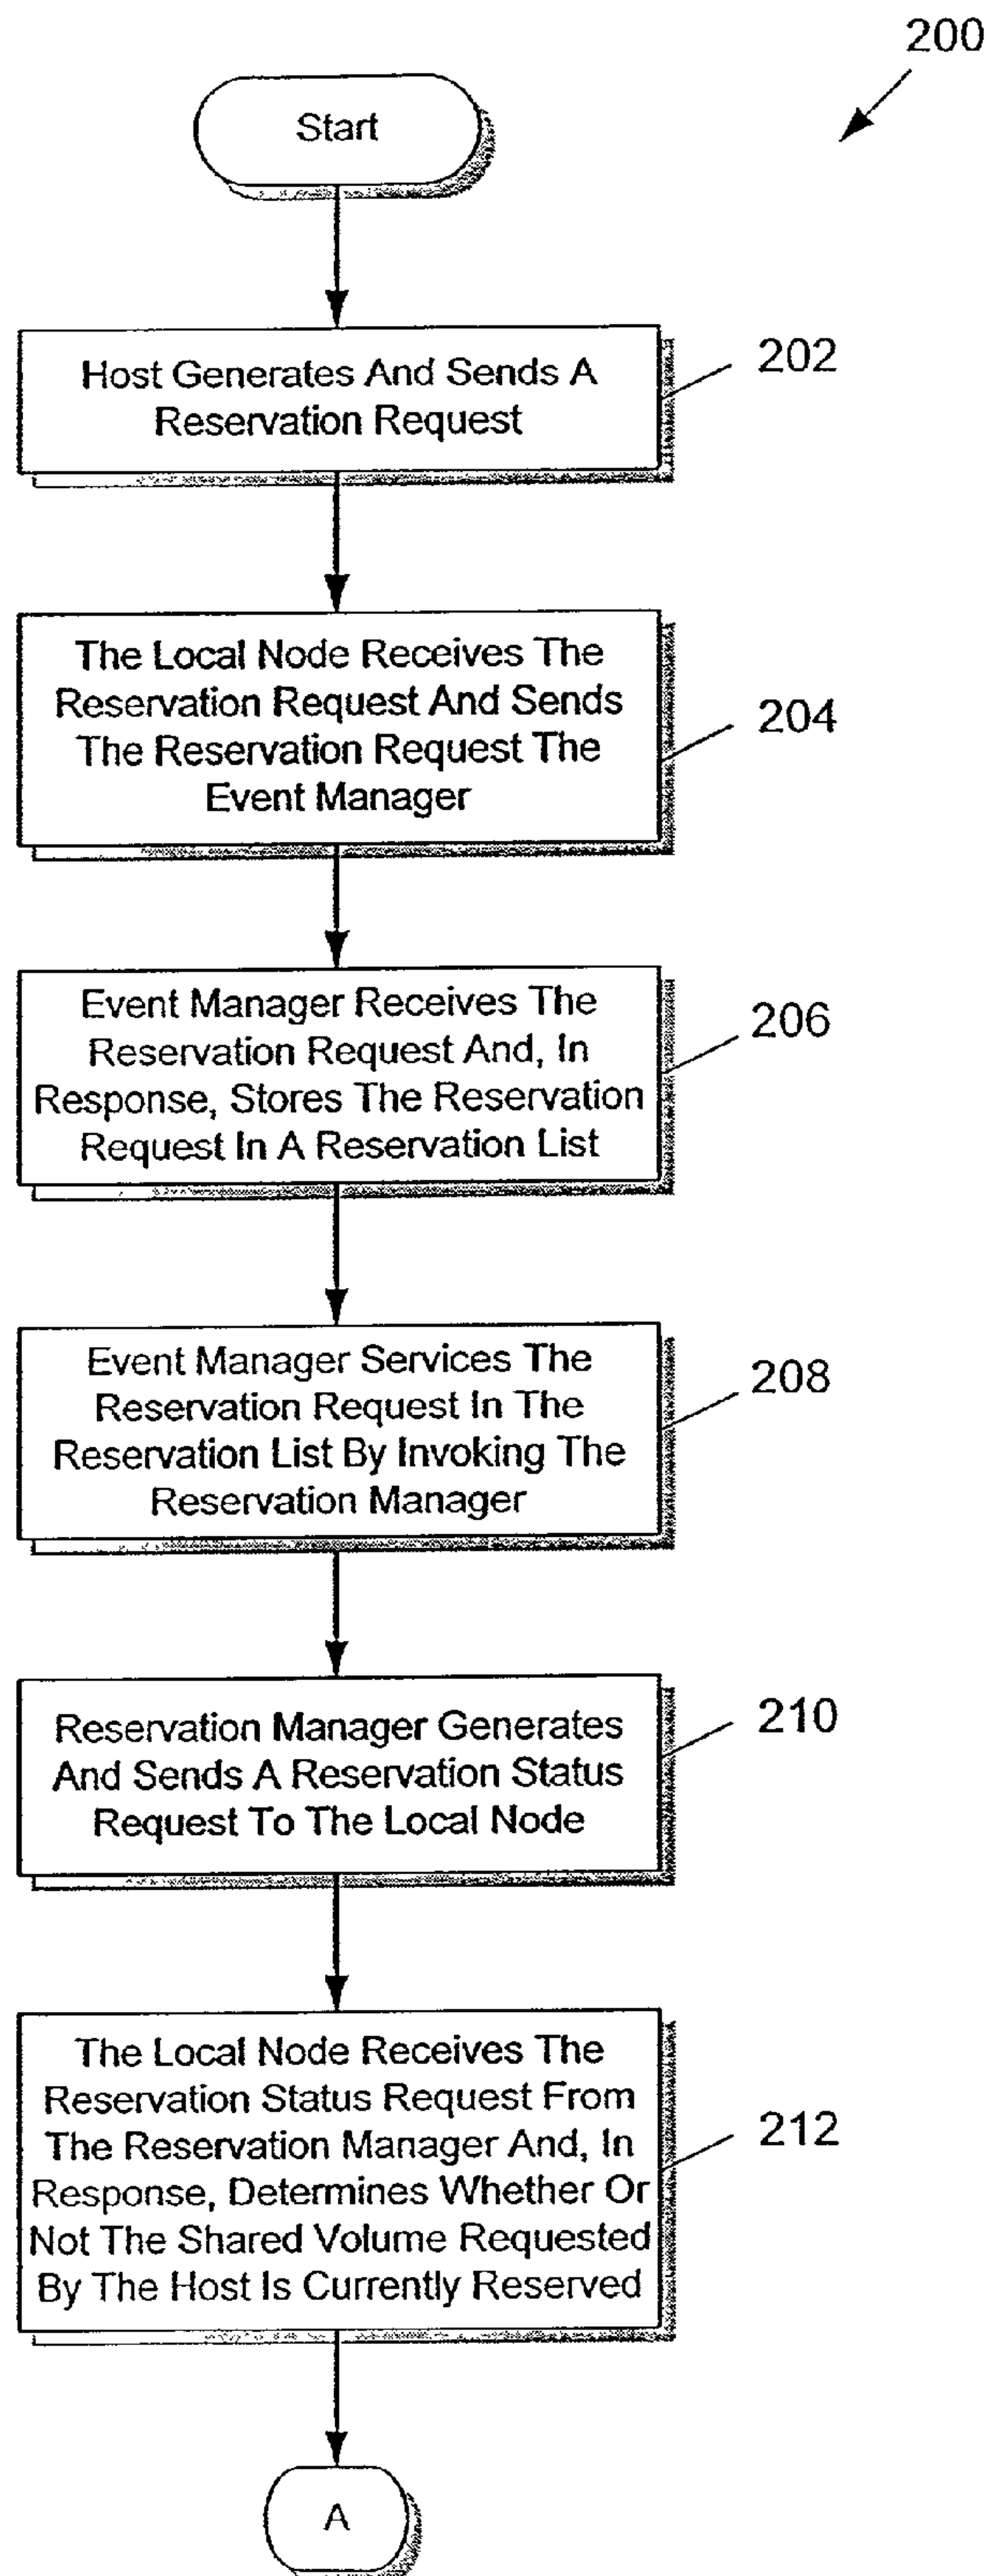 200
Start
Host Generates And Sends A
Reservation Request
202
The Local Node Receives The
Reservation Request And Sends
The Reservation Request The
Event Manager
204
Event Manager Receives The
Reservation Request And, In
Response, Stores The Reservation
Request In A Reservation List
206
Event Manager Services The
Reservation Request In The
Reservation List By Invoking The
Reservation Manager
208
Reservation Manager Generates
And Sends A Reservation Status
Request To The Local Node
210
The Local Node Receives The
Reservation Status Request From
The Reservation Manager And, In
Response, Determines Whether Or
Not The Shared Volume Requested
By The Host Is Currently Reserved
212
A